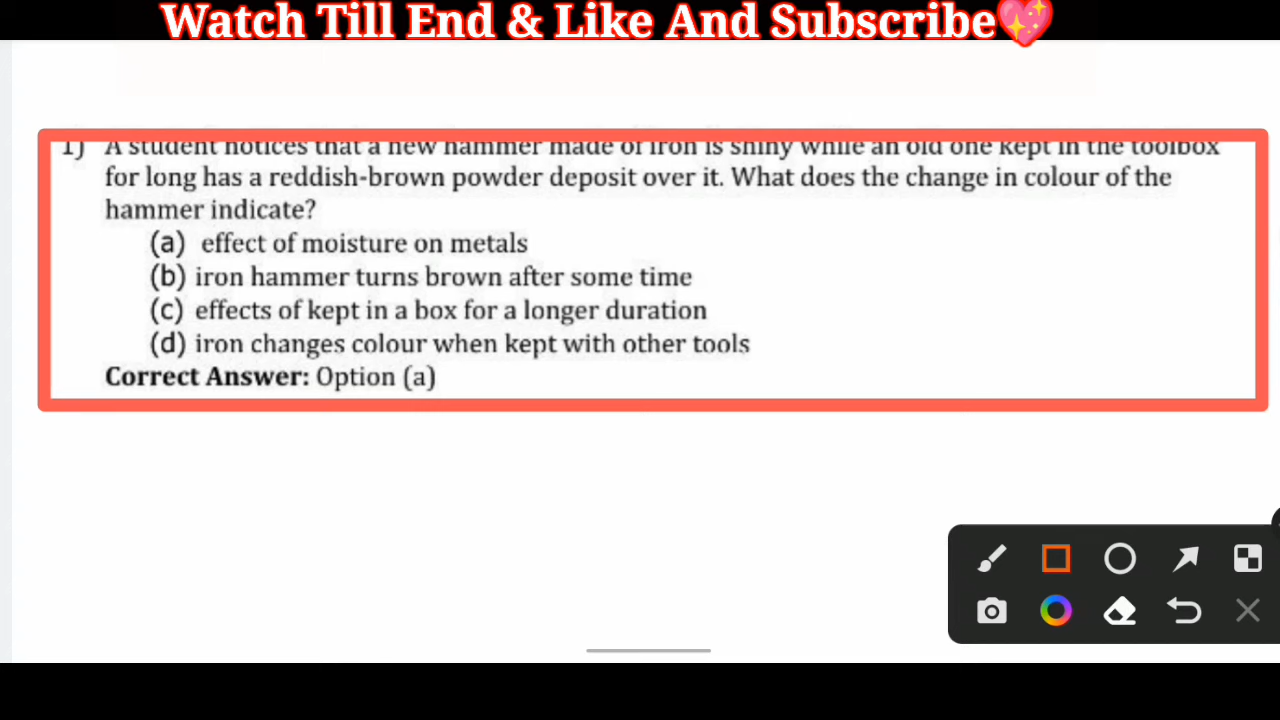 Watch Till End & Like And Subscribe💖
1) A student notices that a new hammer made of iron is shiny while an old one kept in the toolbox
for long has a reddish-brown powder deposit over it. What does the change in colour of the
hammer indicate?
(a) effect of moisture on metals
(b) iron hammer turns brown after some time
(c) effects of kept in a box for a longer duration
(d) iron changes colour when kept with other tools
Correct Answer: Option (a)